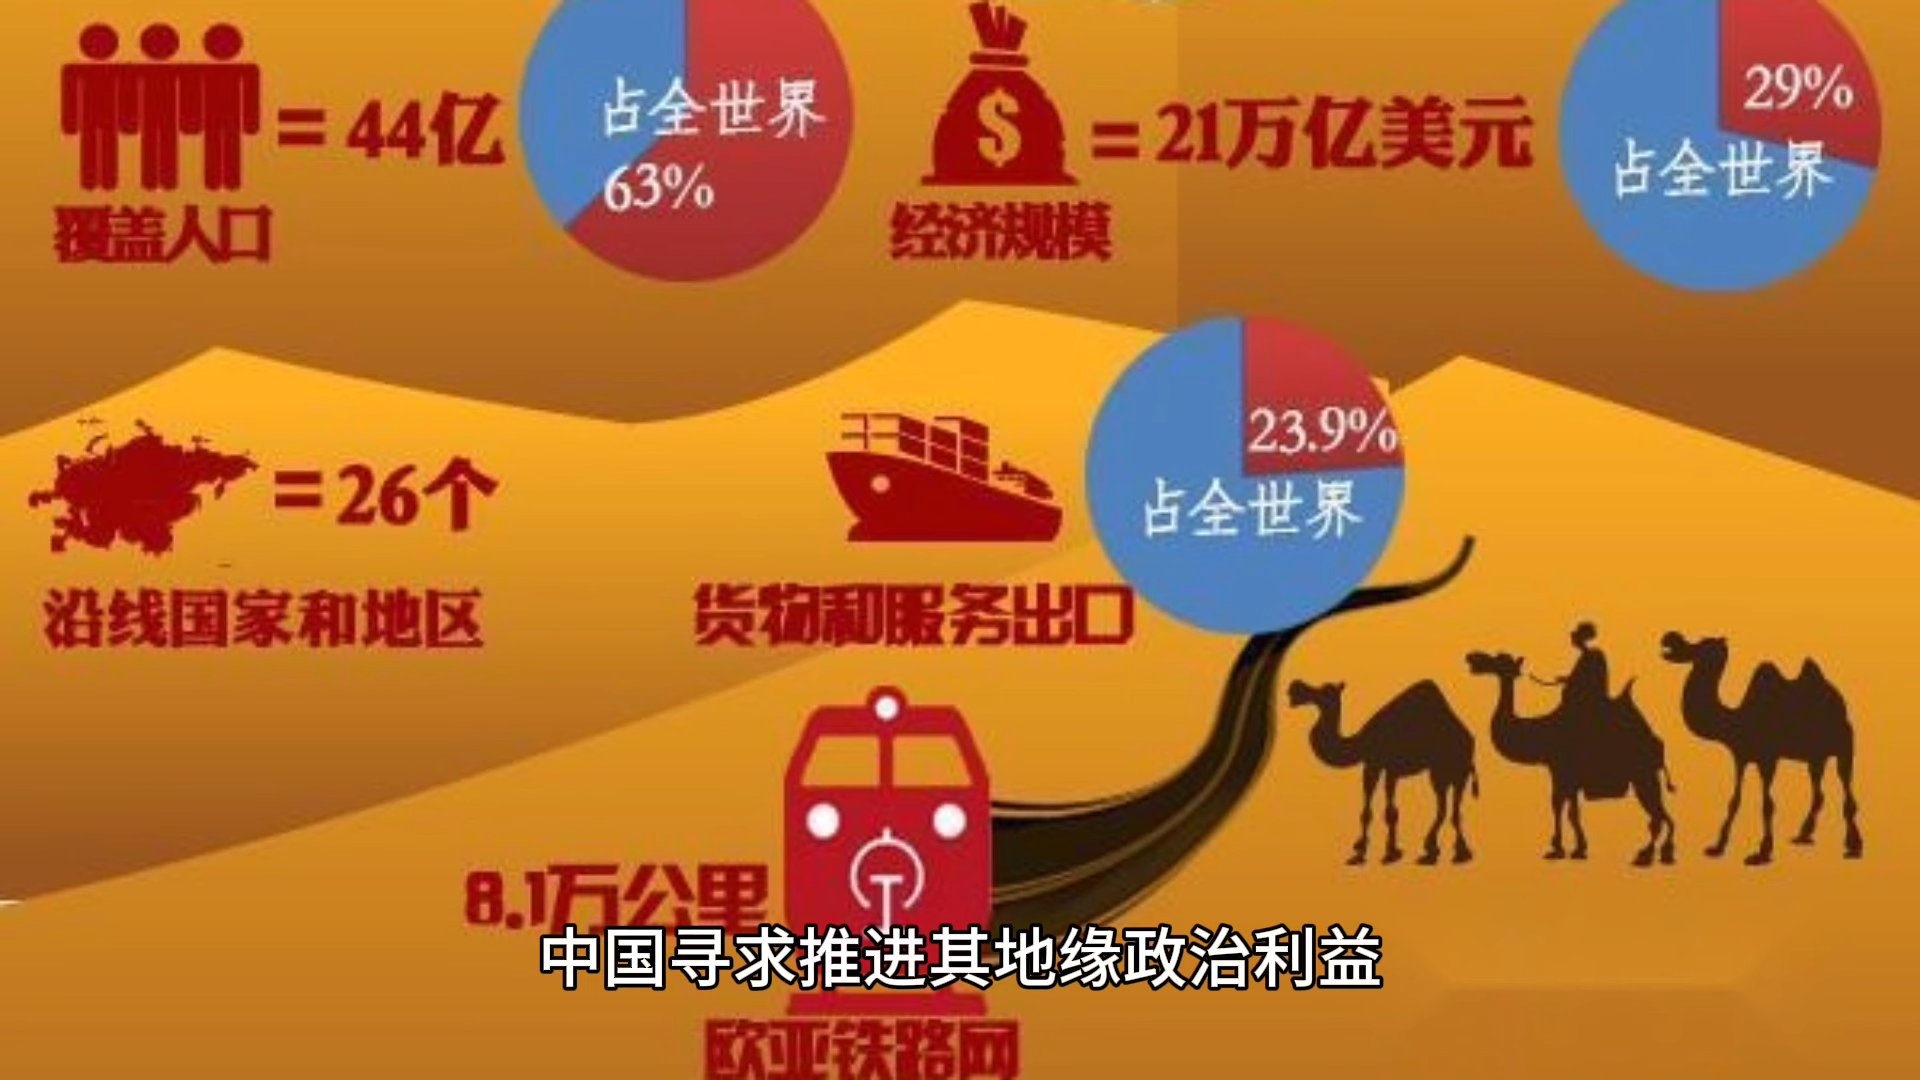 = 44亿
占全世界
63%
覆盖人口
$
= 21万亿美元
经济规模
29%
占全世界
= 26个
沿线国家和地区
23.9%
占全世界
货物和服务出口
8.1万公里
中国寻求推进其地缘政治利益
欧亚铁路网